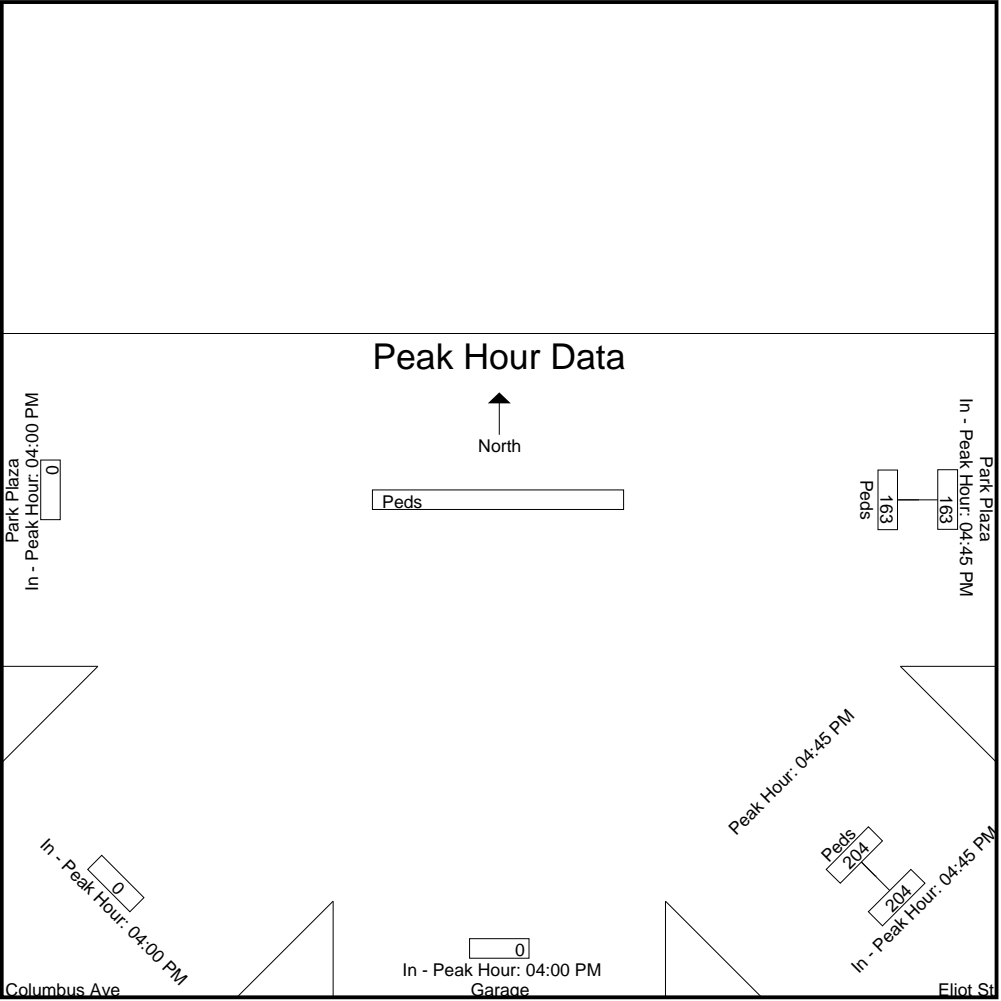 Peak Hour Data
North
Peds
Park Plaza
In - Peak Hour: 04:00 PM
0
Peds
163
163
In - Peak Hour: 04:45 PM
Park Plaza
Peak Hour: 04:45 PM
Peds
204
204
In - Peak Hour: 04:45 PM
Eliot St
0
In - Peak Hour: 04:00 PM
Columbus Ave
0
In - Peak Hour: 04:00 PM
Garage